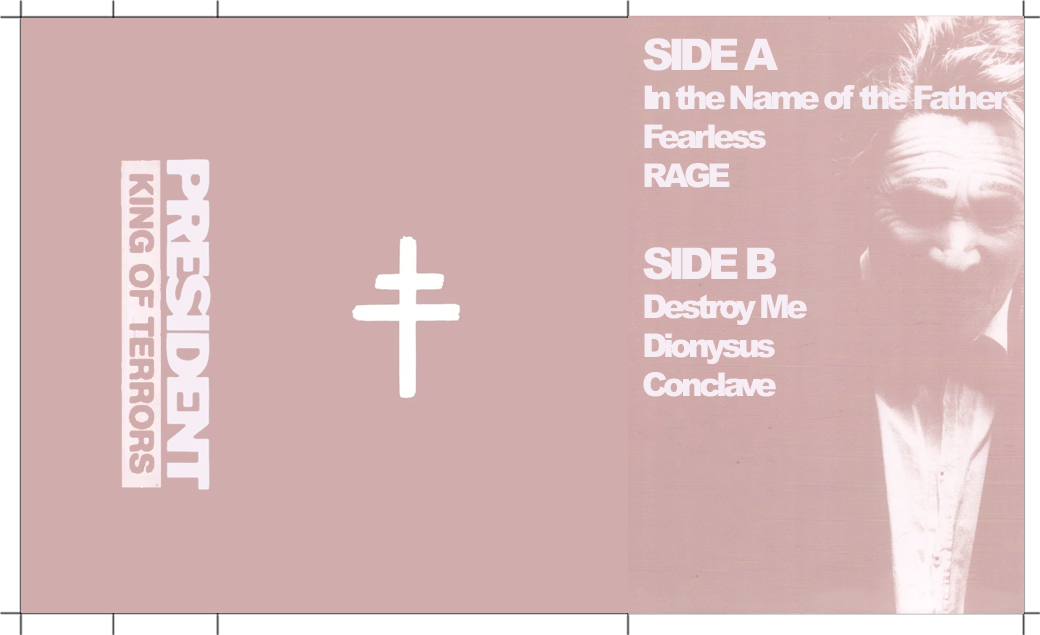 PRESIDENT
KING OF TERRORS
SIDE A
In the Name of the Father
Fearless
RAGE
SIDE B
Destroy Me
Dionysus
Conclave